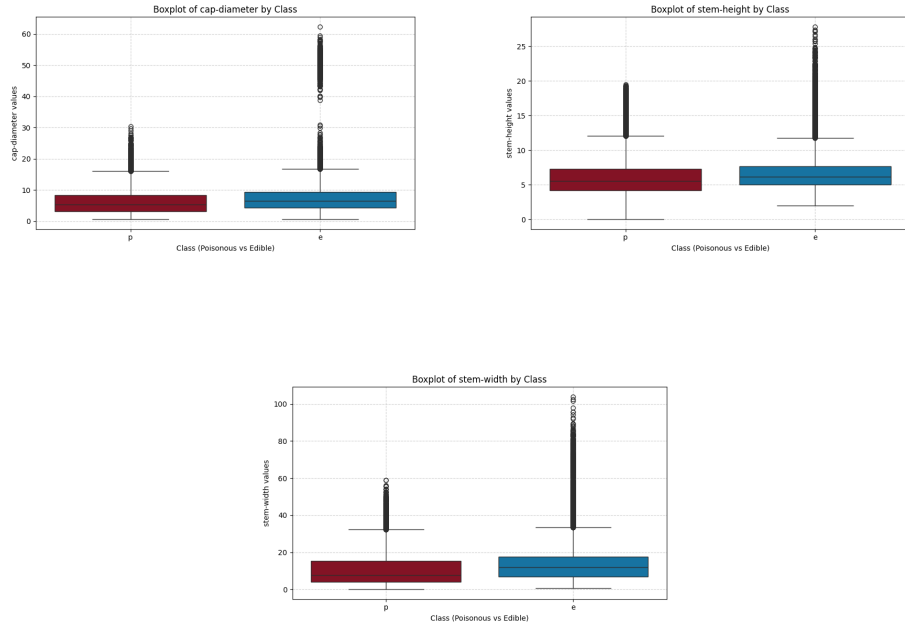 Boxplot of cap-diameter by Class
60
50
40
30
20
10
0
cap-diameter values
p
e
Class (Poisonous vs Edible)
Boxplot of stem-height by Class
25
20
15
10
5
0
stem-height values
p
e
Class (Poisonous vs Edible)
Boxplot of stem-width by Class
100
80
60
40
20
0
stem-width values
p
e
Class (Poisonous vs Edible)